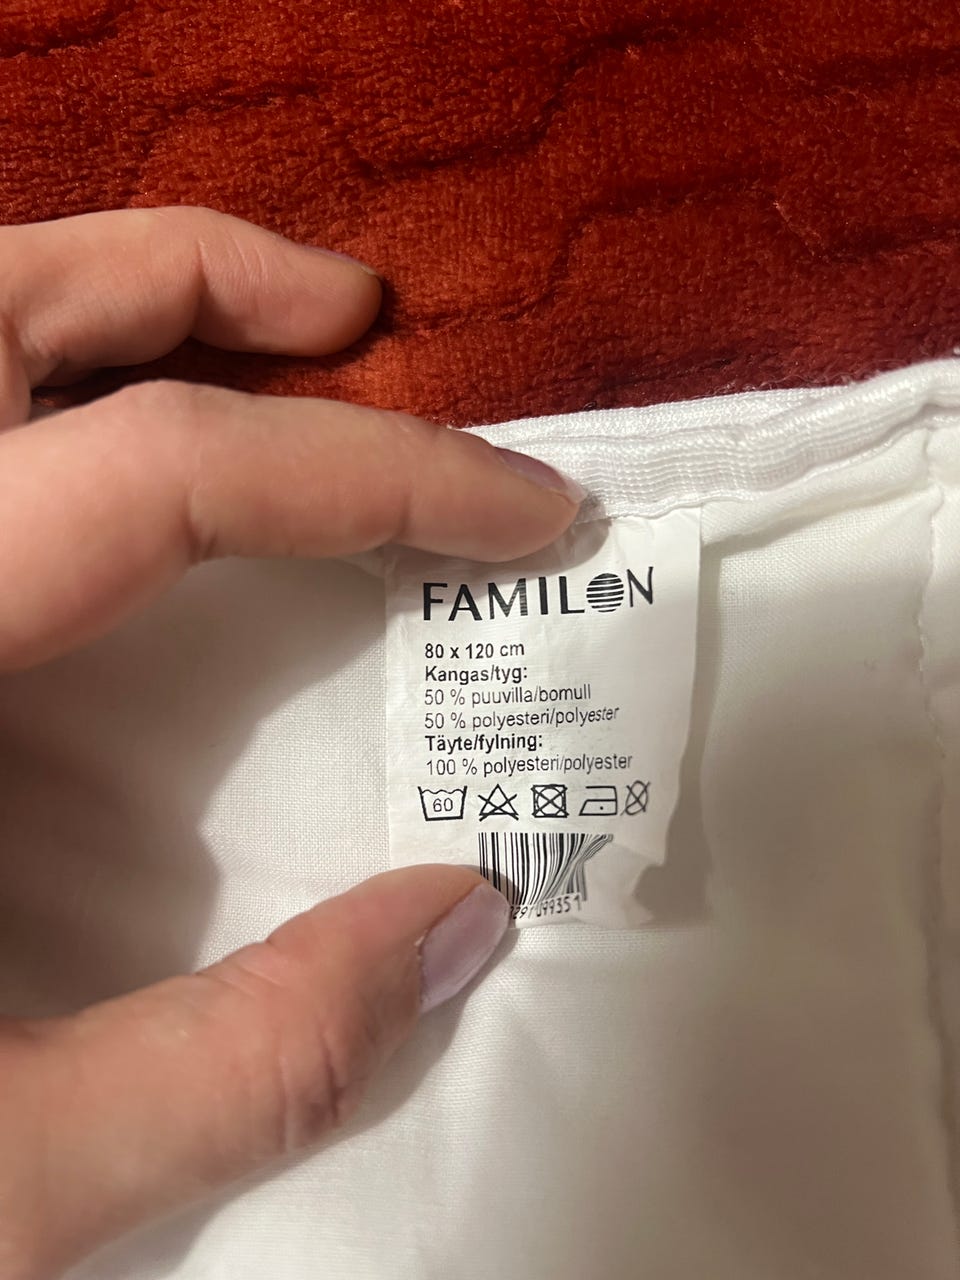 FAMILON
80 x 120 cm
Kangas/tyg:
50 % puuvilla/bomull
50 % polyesteri/polyester
Täyte/fylning:
100 % polyesteri/polyester
60